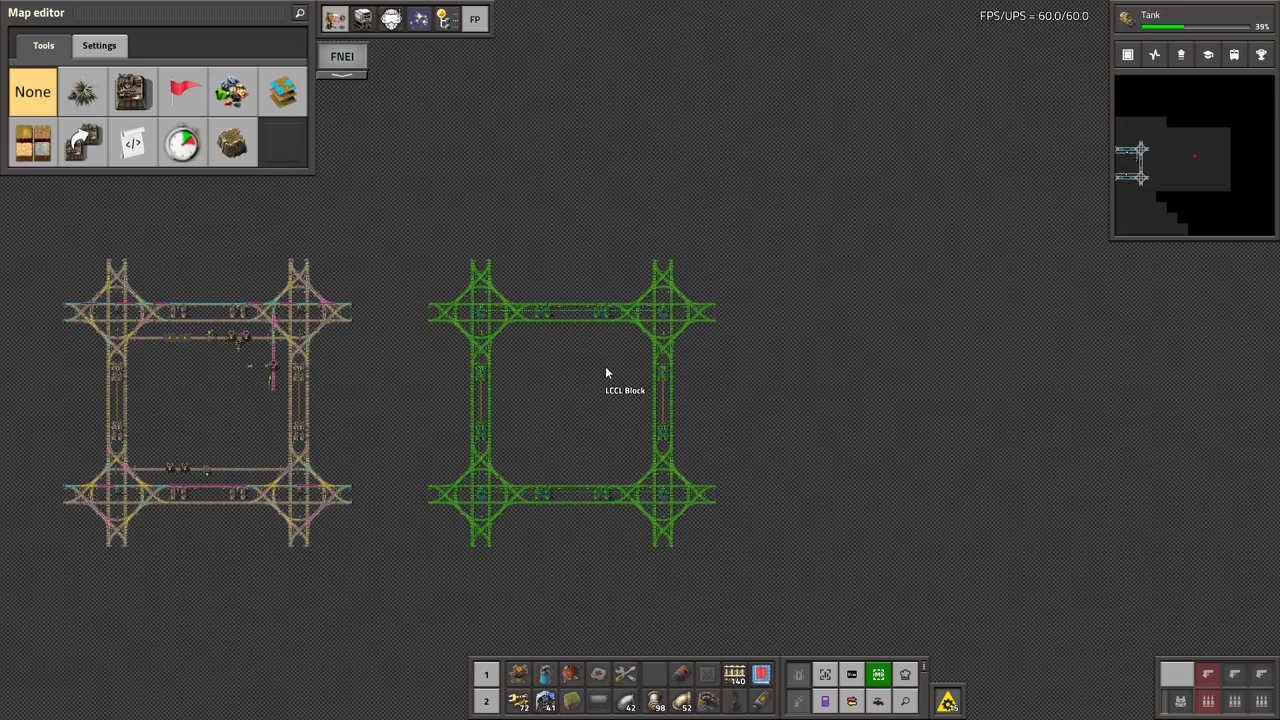 Map editor
FP
FNEI
FPS/UPS = 60.0/60.0
Tank
39%
Tools
Settings
None
</>
LCCL Block
1
140
2
72
41
42
98
52